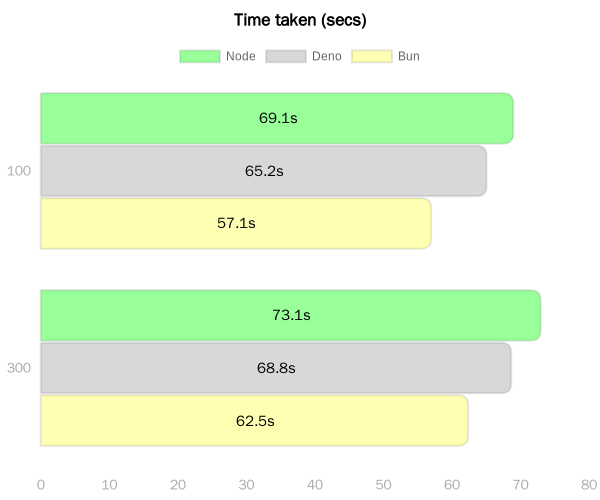 Time taken (secs)
Node Deno Bun
69.1s
100 65.2s
57.1s
73.1s
300 68.8s
62.5s
0 10 20 30 40 50 60 70 80